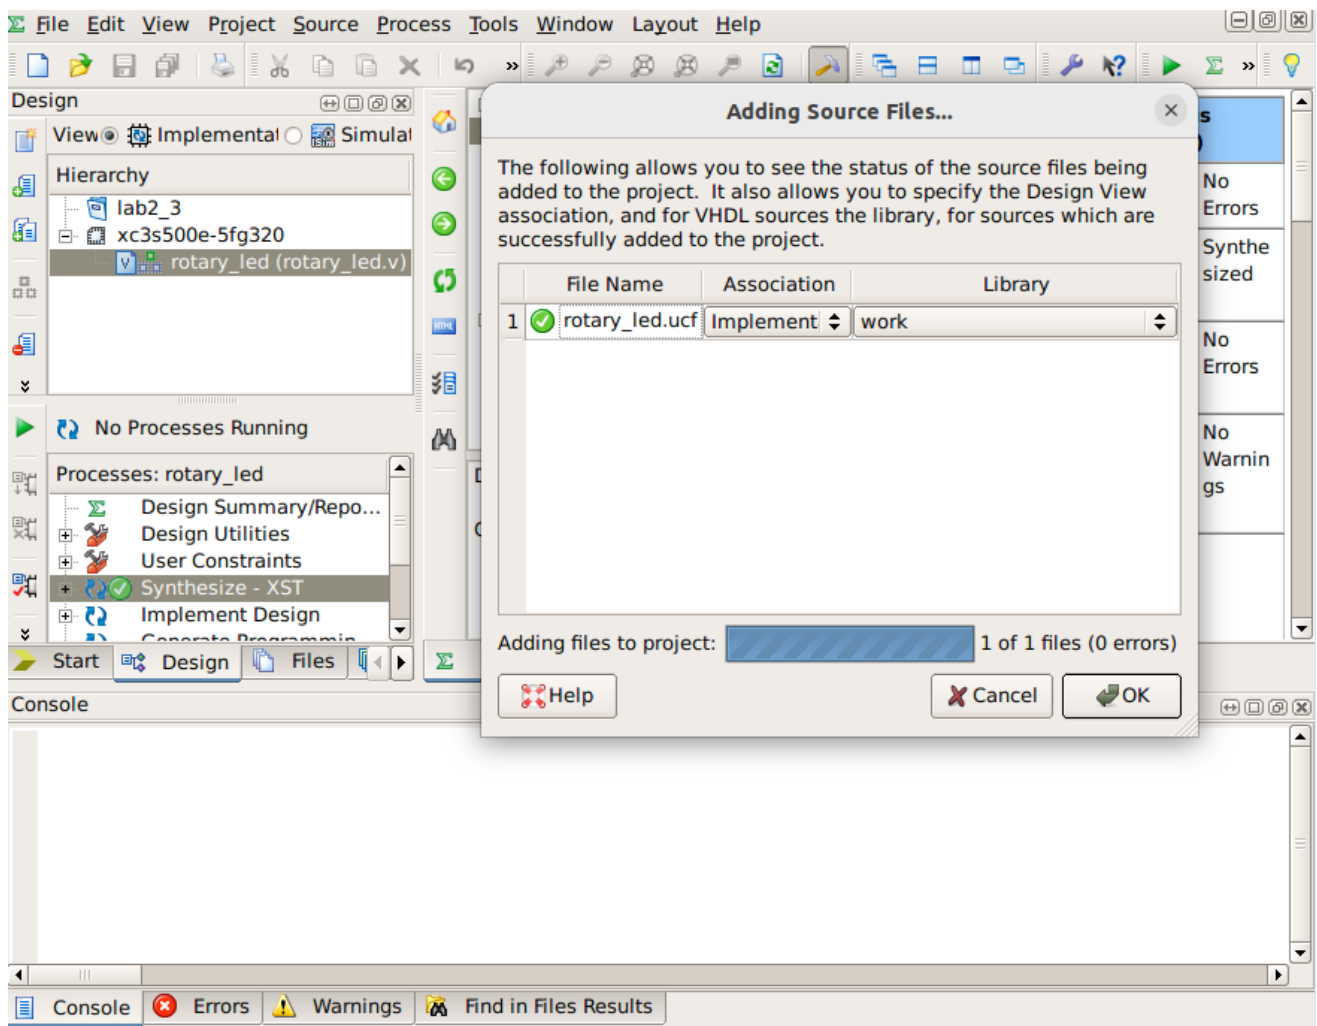 File Edit View Project Source Process Tools Window Layout Help
Design
View Implementat Simulat
Hierarchy
lab2_3
xc3s500e-5fg320
rotary_led (rotary_led.v)
No Processes Running
Processes: rotary_led
Design Summary/Repo...
Design Utilities
User Constraints
Synthesize - XST
Implement Design
Generate Programmin
Start Design Files
Adding Source Files...
The following allows you to see the status of the source files being
added to the project. It also allows you to specify the Design View
association, and for VHDL sources the library, for sources which are
successfully added to the project.
File Name Association Library
1 rotary_led.ucf Implement work
Adding files to project: 1 of 1 files (0 errors)
Help Cancel OK
s
)
No
Errors
Synthe
sized
No
Errors
No
Warnin
gs
Console
Console Errors Warnings Find in Files Results